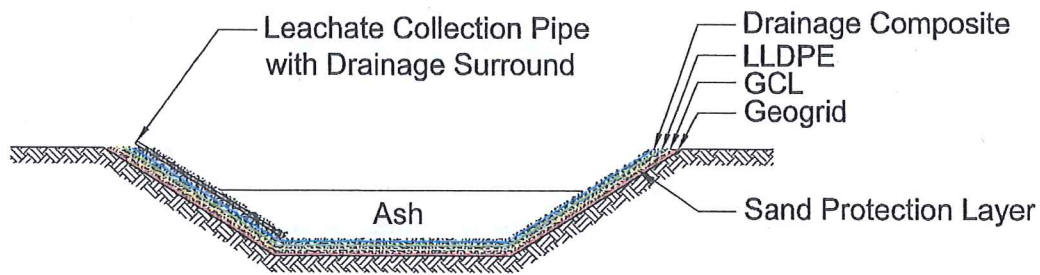 Leachate Collection Pipe
with Drainage Surround
Drainage Composite
LLDPE
GCL
Geogrid
Ash
Sand Protection Layer